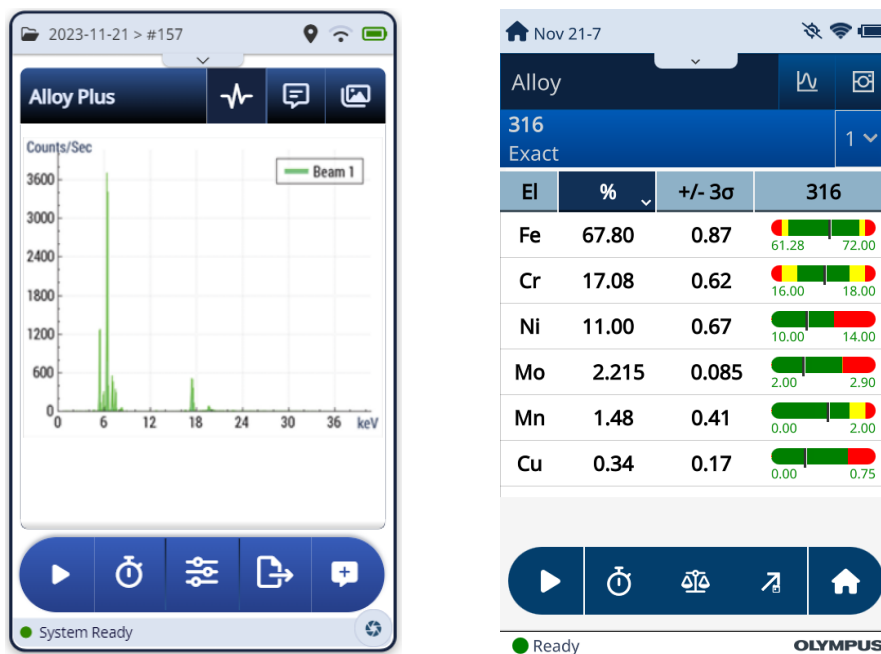 2023-11-21 > #157
Alloy Plus
Counts/Sec
Beam 1
3600
3000
2400
1800
1200
600
0
0 6 12 18 24 30 36 keV
System Ready
Nov 21-7
Alloy
316
Exact
1
El % +/- 3σ 316
Fe 67.80 0.87
61.28 72.00
Cr 17.08 0.62
16.00 18.00
Ni 11.00 0.67
10.00 14.00
Mo 2.215 0.085
2.00 2.90
Mn 1.48 0.41
0.00 2.00
Cu 0.34 0.17
0.00 0.75
Ready
OLYMPUS